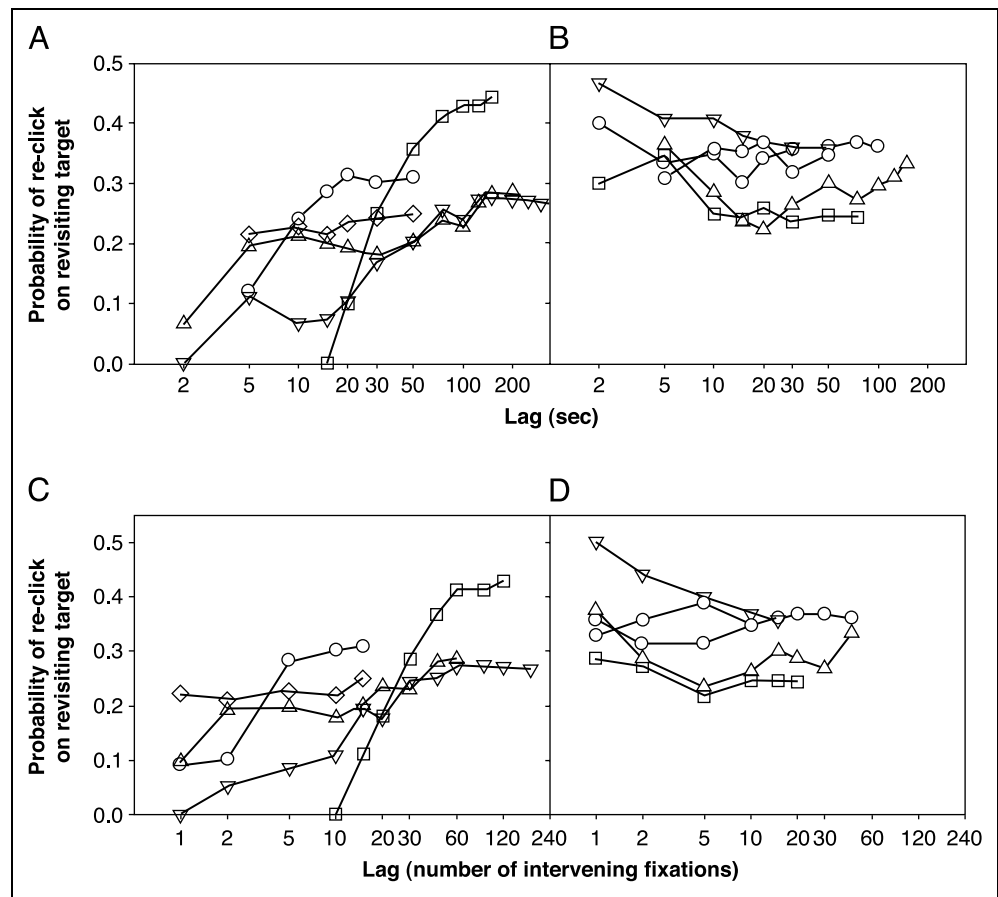 A
B
0.5
0.4
0.3
0.2
0.1
0.0
Probability of re-click
on revisiting target
2 5 10 20 30 50 100 200
2 5 10 20 30 50 100 200
Lag (sec)
C
D
0.5
0.4
0.3
0.2
0.1
0.0
Probability of re-click
on revisiting target
1 2 5 10 20 30 60 120 240
1 2 5 10 20 30 60 120 240
Lag (number of intervening fixations)